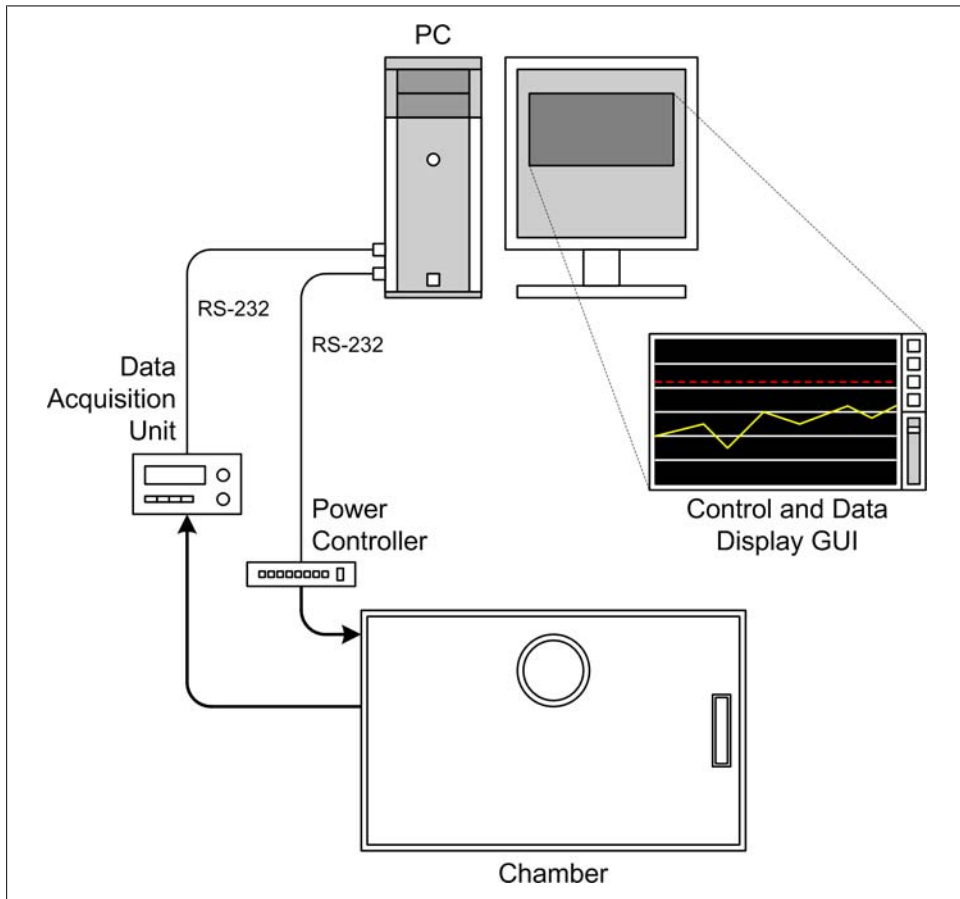 PC
RS-232
RS-232
Data
Acquisition
Unit
Power
Controller
Control and Data
Display GUI
Chamber